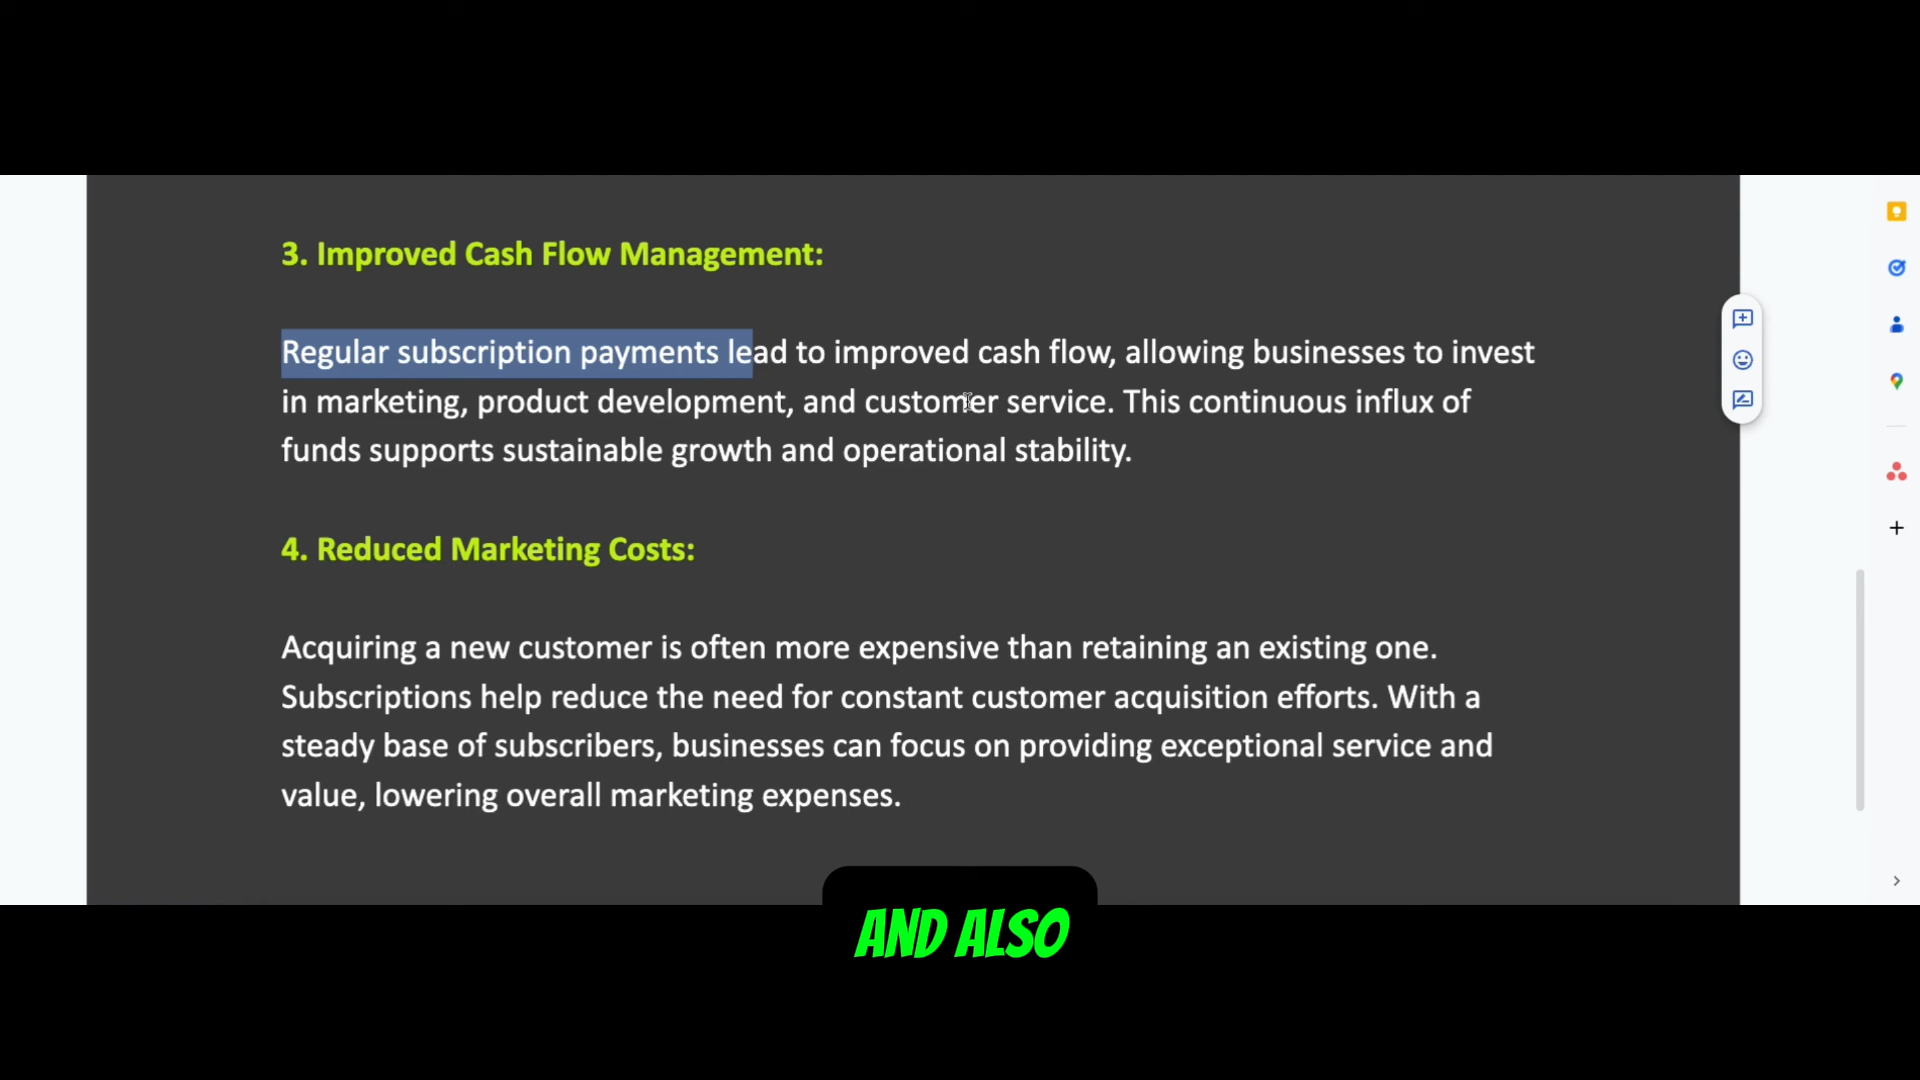 3. Improved Cash Flow Management:
Regular subscription payments lead to improved cash flow, allowing businesses to invest
in marketing, product development, and customer service. This continuous influx of
funds supports sustainable growth and operational stability.
4. Reduced Marketing Costs:
Acquiring a new customer is often more expensive than retaining an existing one.
Subscriptions help reduce the need for constant customer acquisition efforts. With a
steady base of subscribers, businesses can focus on providing exceptional service and
value, lowering overall marketing expenses.
AND ALSO